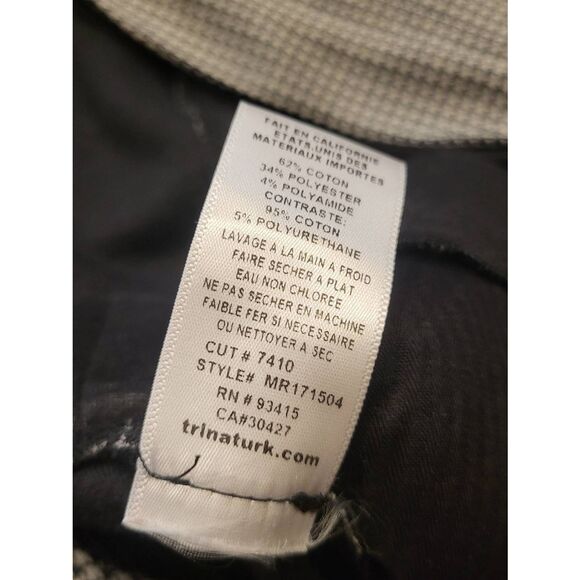 FAIT EN CALIFORNIE
ETATS.UNIS DES
MATERIAUX IMPORTES
62% COTON
34% POLYESTER
4% POLYAMIDE
CONTRASTE:
95% COTON
5% POLYURETHANE
LAVAGE A LA MAIN A FROID
FAIRE SECHER A PLAT
EAU NON CHLOREE
NE PAS SECHER EN MACHINE
FAIBLE FER SI NECESSAIRE
OU NETTOYER A SEC
CUT # 7410
STYLE# MR171504
RN # 93415
CA#30427
trinaturk.com